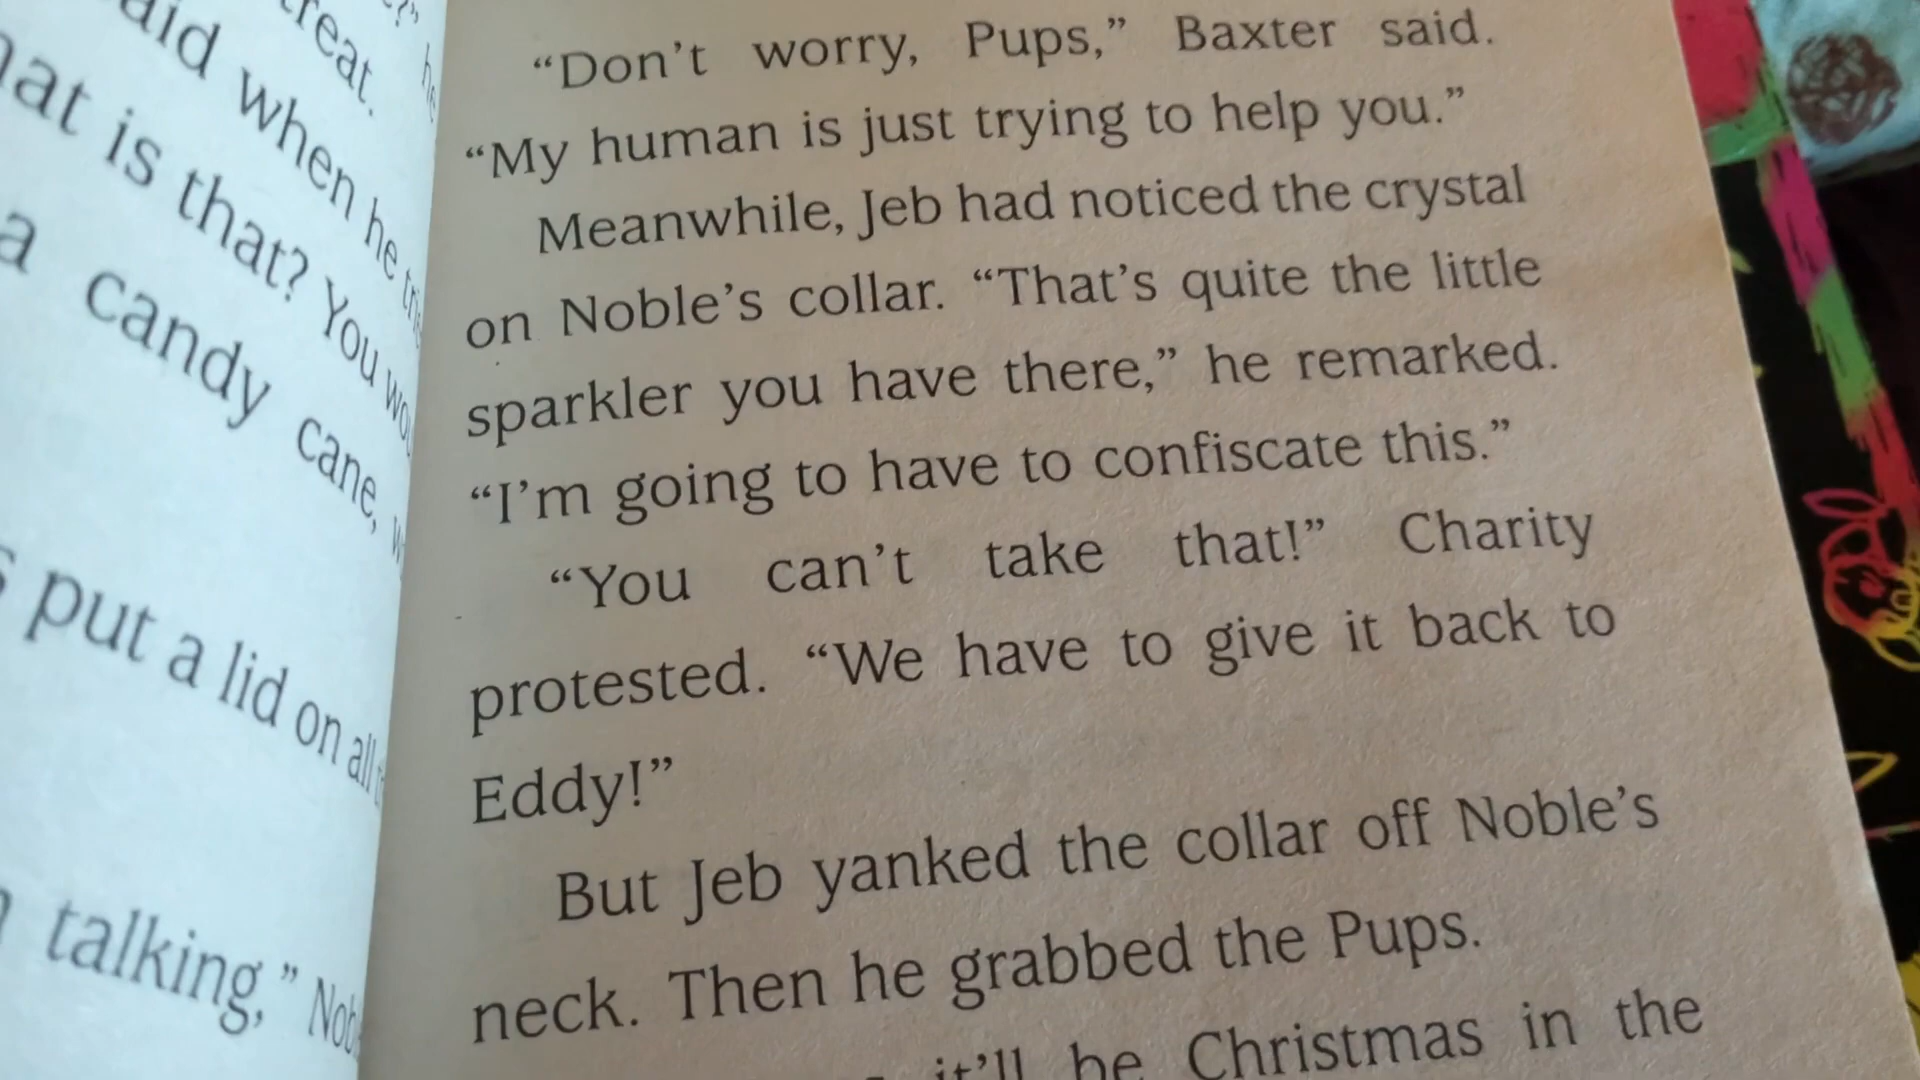 treat.
when he
hat is that? You
a candy cane,
put a lid on all
talking,”
“Don’t worry, Pups,” Baxter said.
“My human is just trying to help you.”
Meanwhile, Jeb had noticed the crystal
on Noble’s collar. “That’s quite the little
sparkler you have there,” he remarked.
“I’m going to have to confiscate this.”
“You can’t take that!” Charity
protested. “We have to give it back to
Eddy!”
But Jeb yanked the collar off Noble’s
neck. Then he grabbed the Pups.
it’ll be Christmas in the